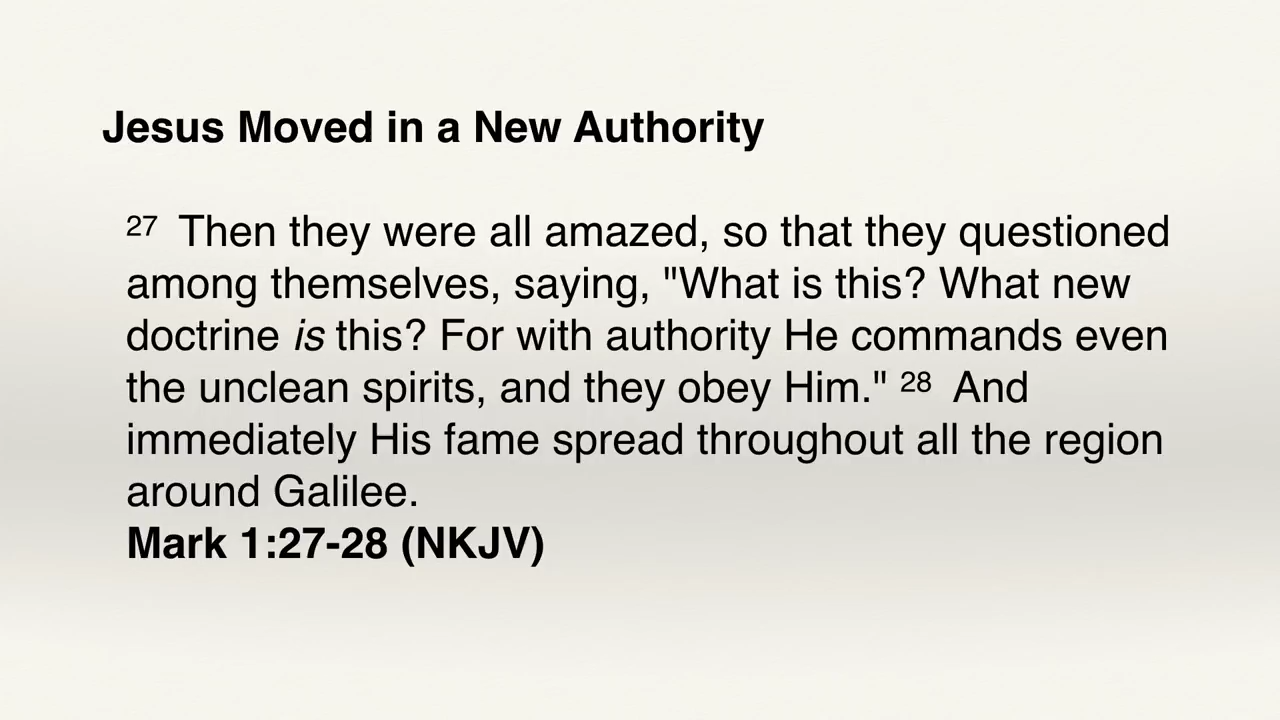 Jesus Moved in a New Authority
27 Then they were all amazed, so that they questioned
among themselves, saying, "What is this? What new
doctrine is this? For with authority He commands even
the unclean spirits, and they obey Him." 28 And
immediately His fame spread throughout all the region
around Galilee.
Mark 1:27-28 (NKJV)